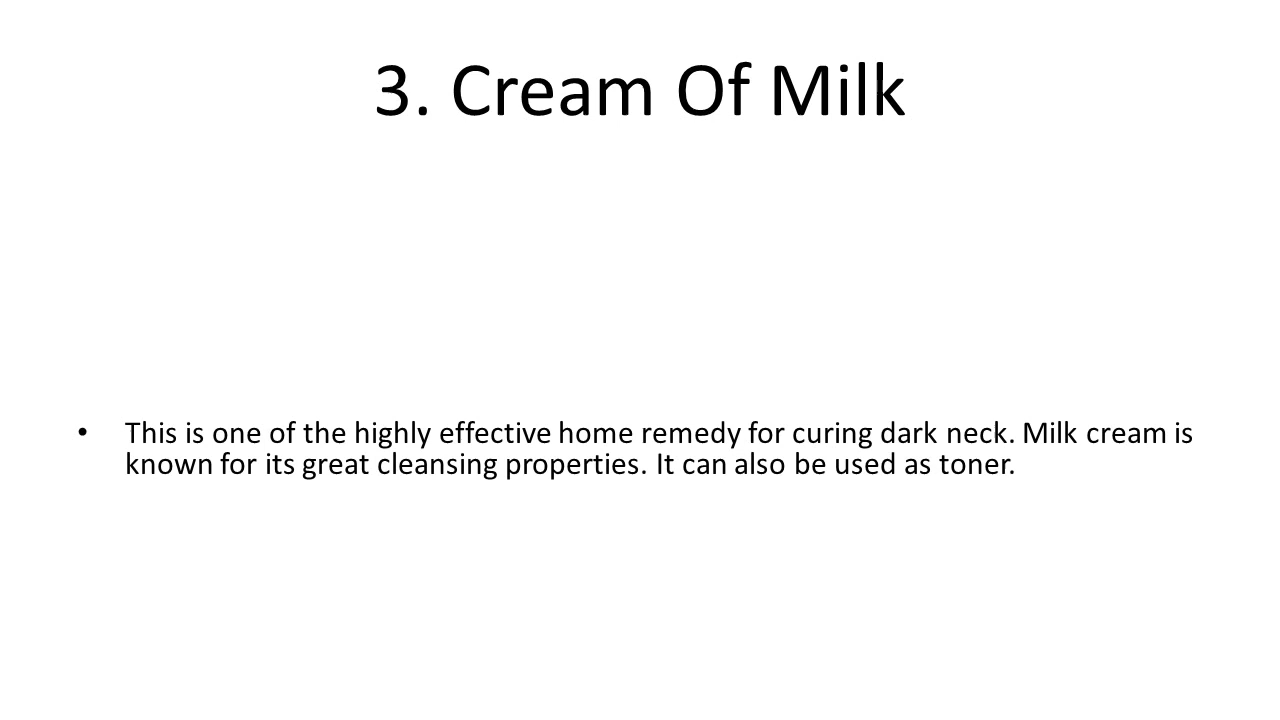 3. Cream Of Milk
• This is one of the highly effective home remedy for curing dark neck. Milk cream is
known for its great cleansing properties. It can also be used as toner.